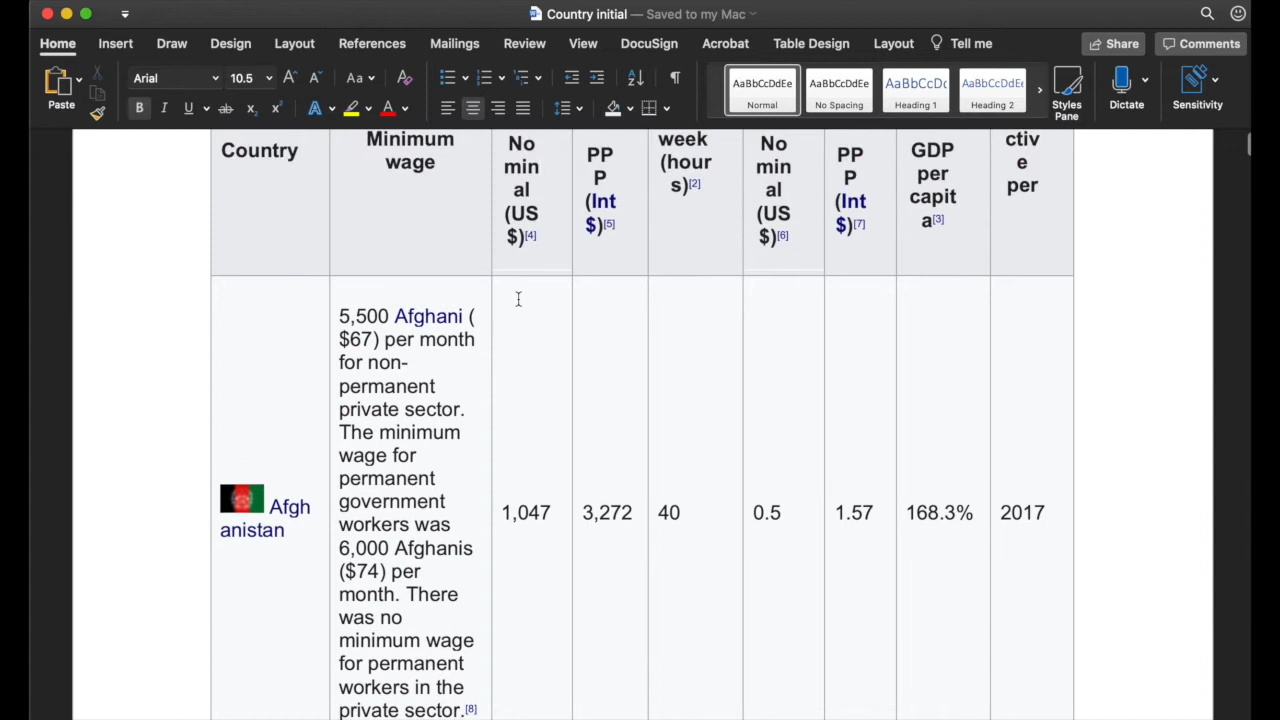 Country initial — Saved to my Mac
Home Insert Draw Design Layout References Mailings Review View DocuSign Acrobat Table Design Layout Tell me Share Comments
Paste
Arial 10.5
AaBbCcDdEe AaBbCcDdEe AaBbCcDc AaBbCcDdEe
Normal No Spacing Heading 1 Heading 2
Styles
Pane
Dictate
Sensitivity
Country
Minimum
wage
No
min
al
(US
$)[4]
PP
P
(Int
$)[5]
week
(hour
s)[2]
No
min
al
(US
$)[6]
PP
P
(Int
$)[7]
GDP
per
capit
a[3]
ctiv
e
per
Afgh
anistan
5,500 Afghani (
$67) per month
for non-
permanent
private sector.
The minimum
wage for
permanent
government
workers was
6,000 Afghanis
($74) per
month. There
was no
minimum wage
for permanent
workers in the
private sector.[8]
1,047
3,272
40
0.5
1.57
168.3%
2017